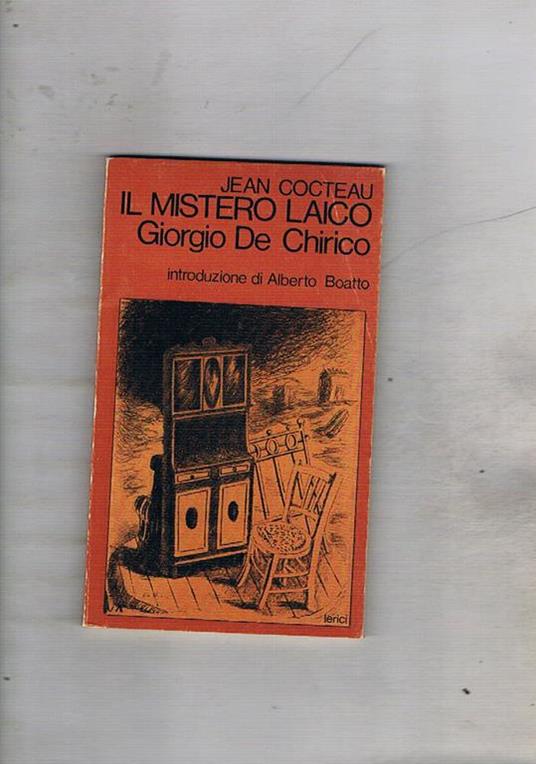 JEAN COCTEAU
IL MISTERO LAICO
Giorgio De Chirico
introduzione di Alberto Boatto
lerici